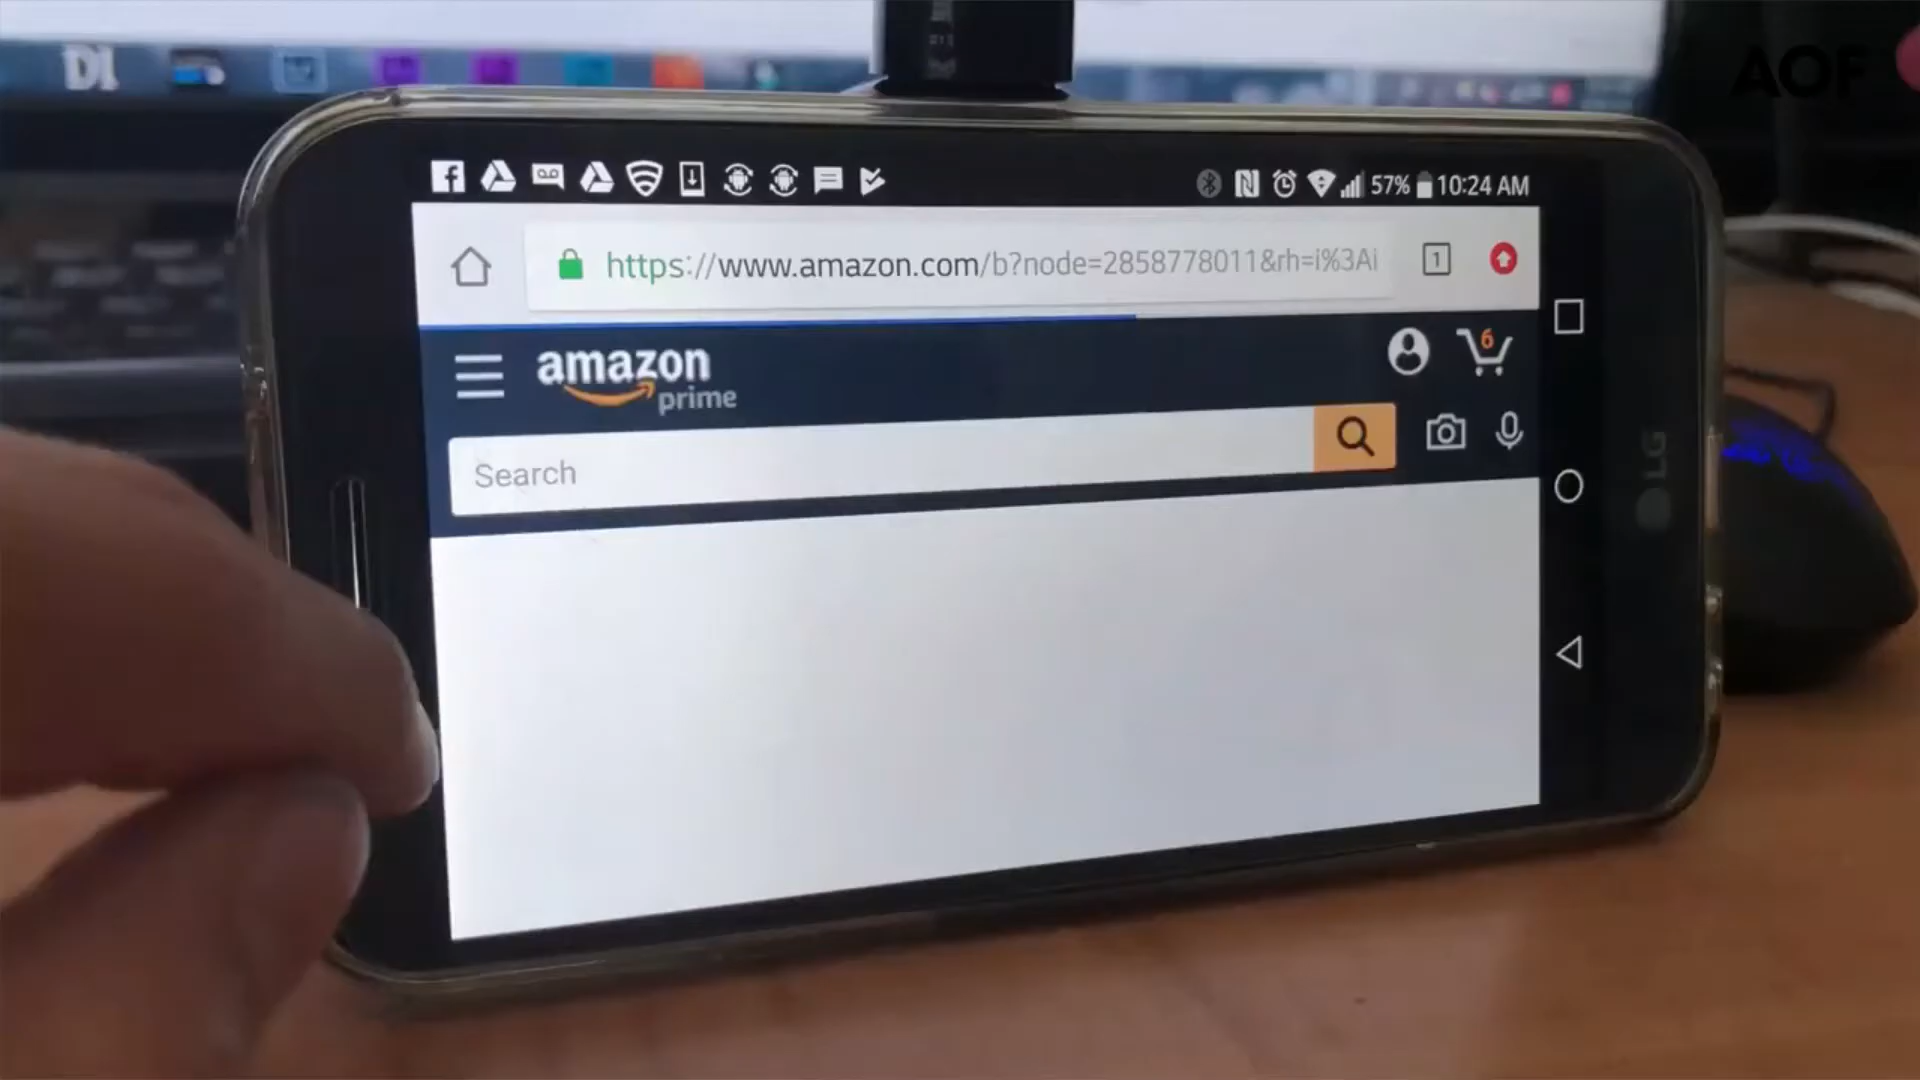 AOF
57% 10:24 AM
https://www.amazon.com/b?node=2858778011&rh=i%3Ai
1
amazon
6
prime
Search
LG